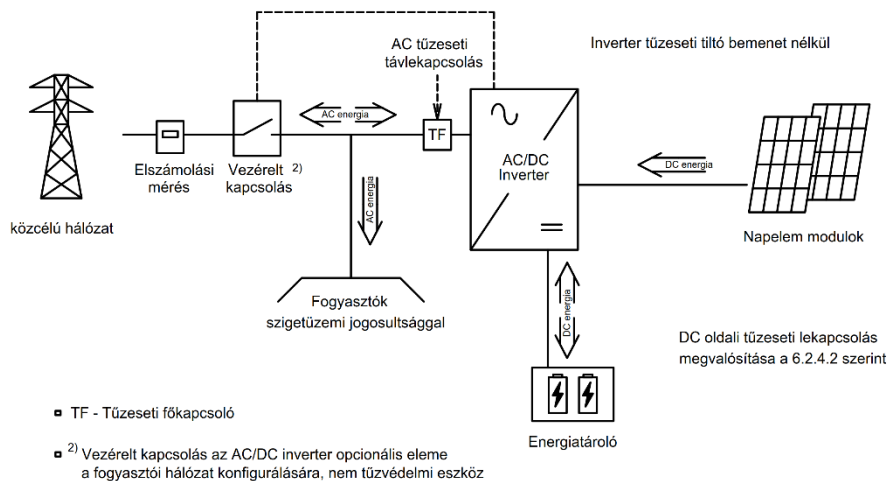 AC tűzeseti
távlekapcsolás
Inverter tűzeseti tiltó bemenet nélkül
AC energia
TF
Elszámolási
mérés
Vezérelt 2)
kapcsolás
AC/DC
Inverter
DC energia
AC energia
közcélú hálózat
Napelem modulok
Fogyasztók
szigetüzemi jogosultsággal
DC energia
DC oldali tűzeseti lekapcsolás
megvalósítása a 6.2.4.2 szerint
TF - Tűzeseti főkapcsoló
Energiatároló
2) Vezérelt kapcsolás az AC/DC inverter opcionális eleme
a fogyasztói hálózat konfigurálására, nem tűzvédelmi eszköz